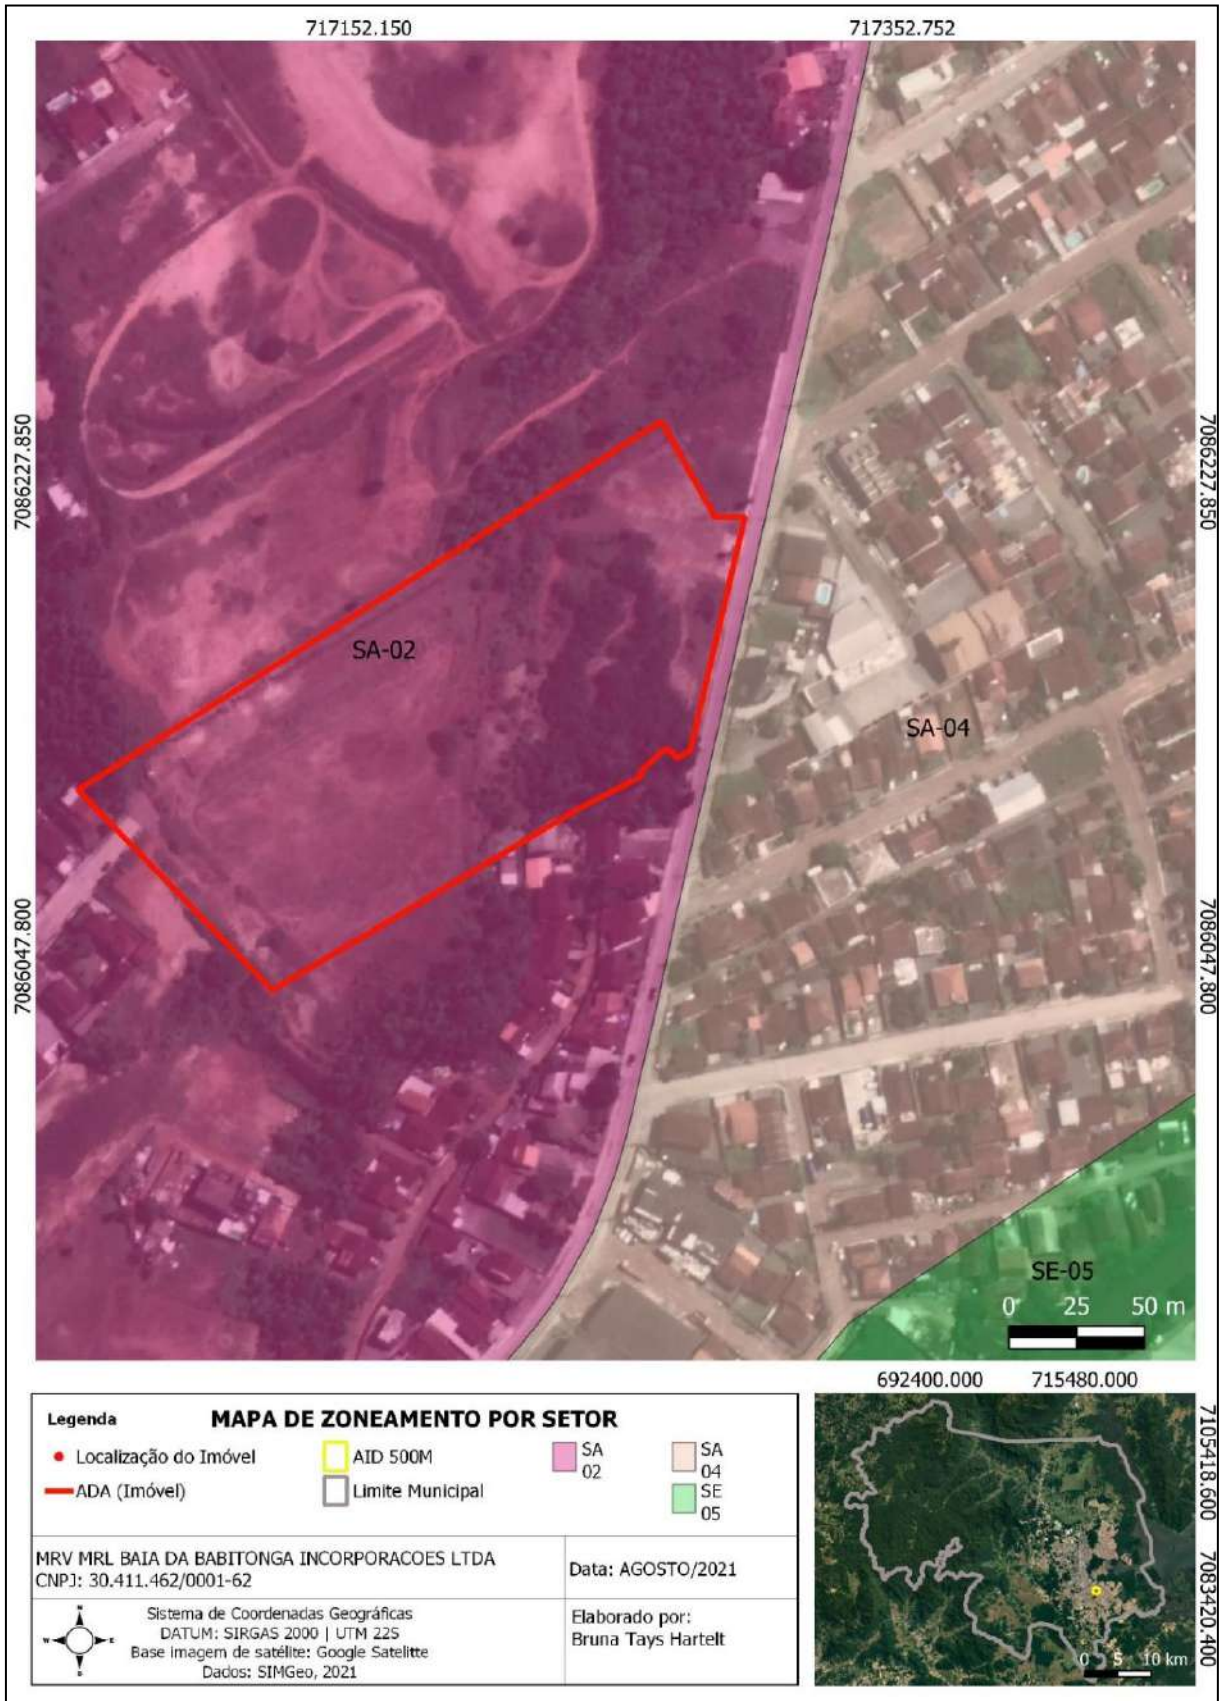 717152.150
717352.752
7086227.850
7086227.850
SA-02
SA-04
7086047.800
7086047.800
SE-05
0 25 50 m
692400.000 715480.000
Legenda
MAPA DE ZONEAMENTO POR SETOR
Localização do Imóvel
ADA (Imóvel)
AID 500M
Limite Municipal
SA
02
SA
04
SE
05
7105418.600
7083420.400
MRV MRL BAIA DA BABITONGA INCORPORACOES LTDA
CNPJ: 30.411.462/0001-62
Data: AGOSTO/2021
N
W E
S
Sistema de Coordenadas Geográficas
DATUM: SIRGAS 2000 | UTM 22S
Base imagem de satélite: Google Satelitte
Dados: SIMGeo, 2021
Elaborado por:
Bruna Tays Hartelt
0 5 10 km